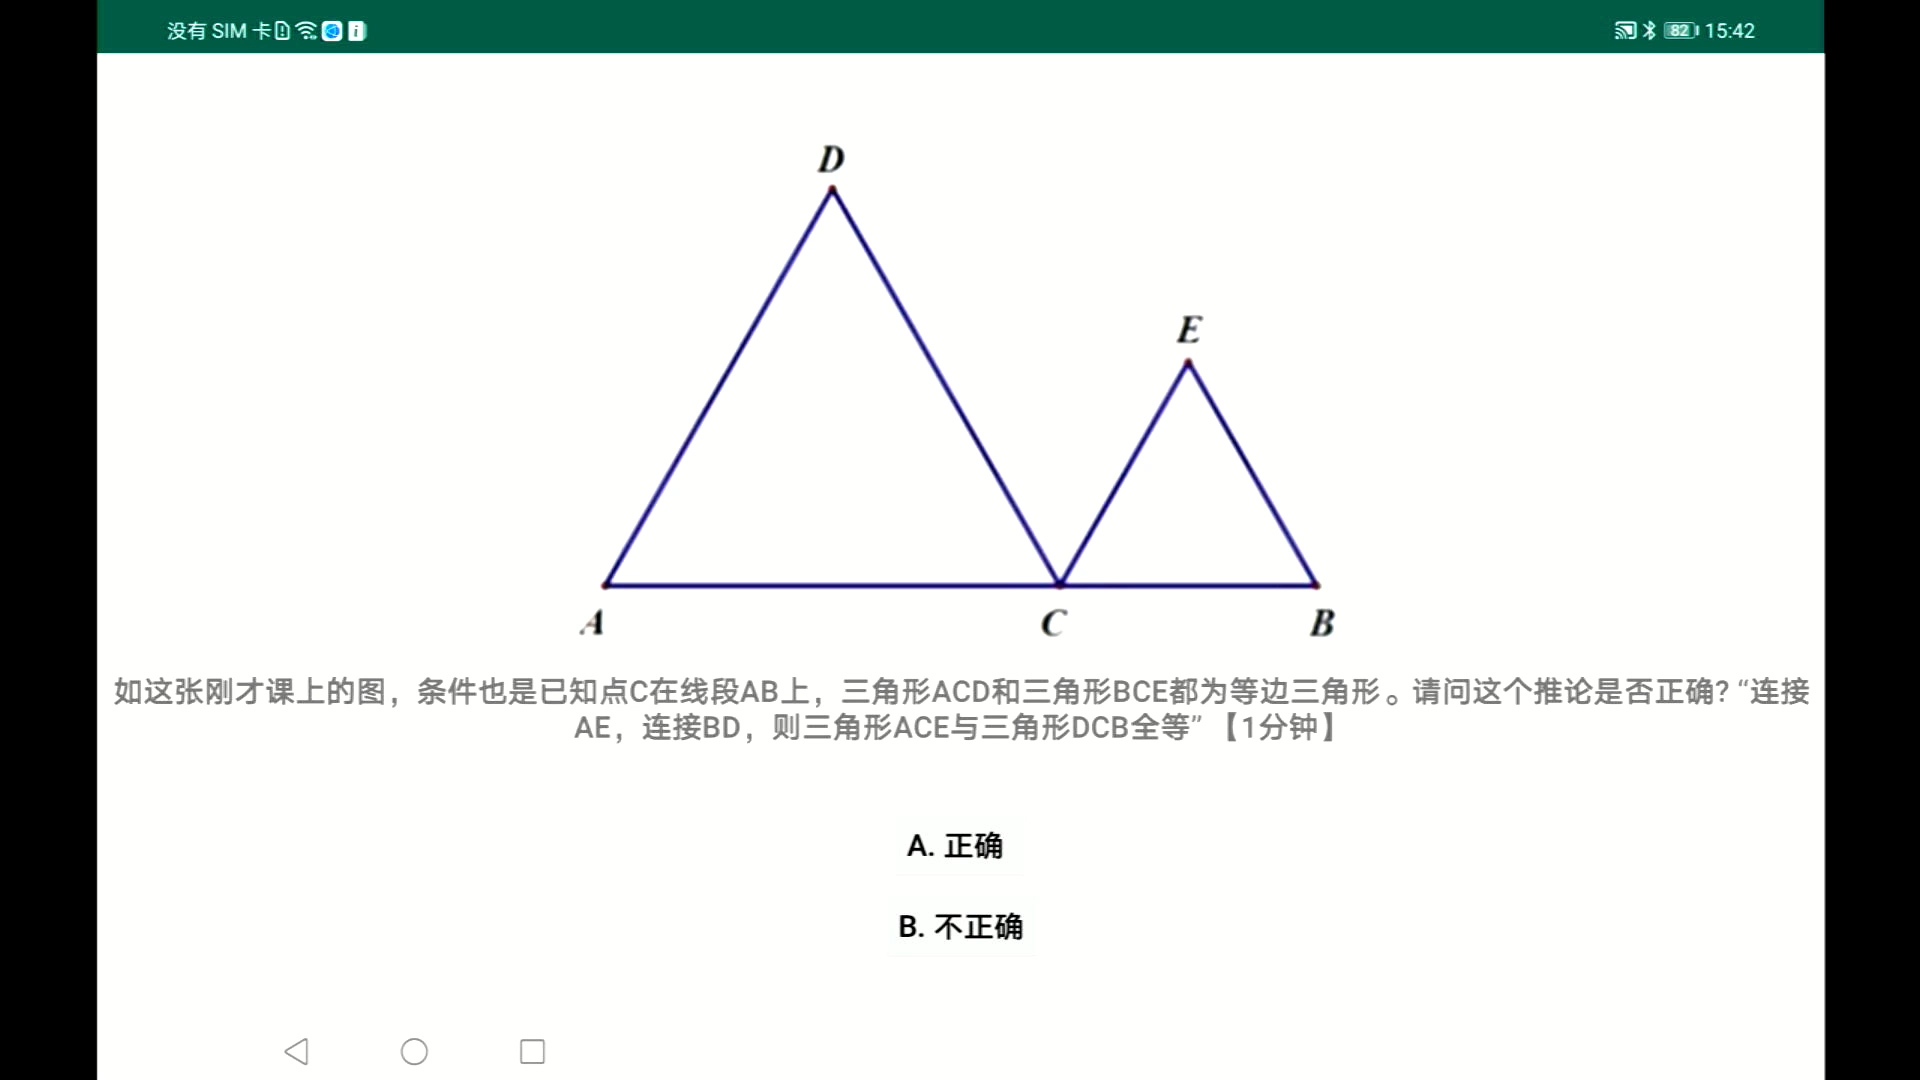 没有 SIM 卡
82 15:42
D
E
A
C
B
如这张刚才课上的图，条件也是已知点C在线段AB上，三角形ACD和三角形BCE都为等边三角形。请问这个推论是否正确? “连接
AE，连接BD，则三角形ACE与三角形DCB全等” 【1分钟】
A. 正确
B. 不正确